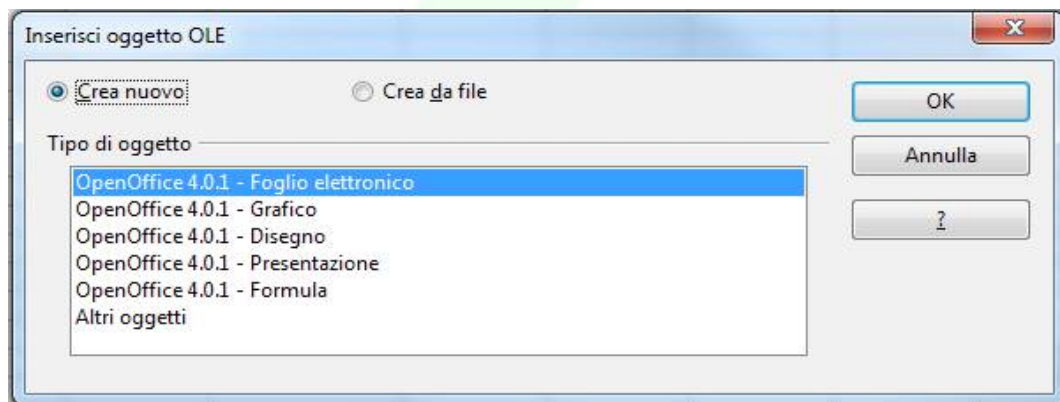 Inserisci oggetto OLE
Crea nuovo
Crea da file
OK
Tipo di oggetto
Annulla
OpenOffice 4.0.1 - Foglio elettronico
OpenOffice 4.0.1 - Grafico
?
OpenOffice 4.0.1 - Disegno
OpenOffice 4.0.1 - Presentazione
OpenOffice 4.0.1 - Formula
Altri oggetti